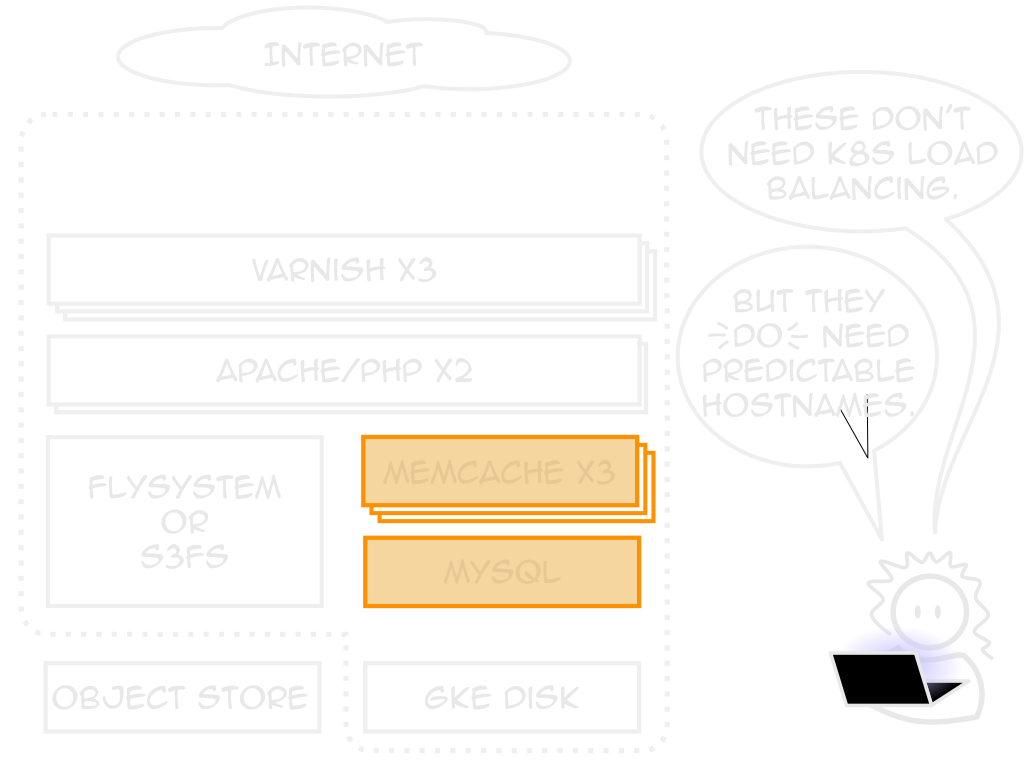 INTERNET
THESE DON'T
NEED K8S LOAD
BALANCING.
VARNISH X3
BUT THEY
DO NEED
PREDICTABLE
HOSTNAMES.
APACHE/PHP X2
FLYSYSTEM
OR
S3FS
MEMCACHE X3
MYSQL
OBJECT STORE
GKE DISK